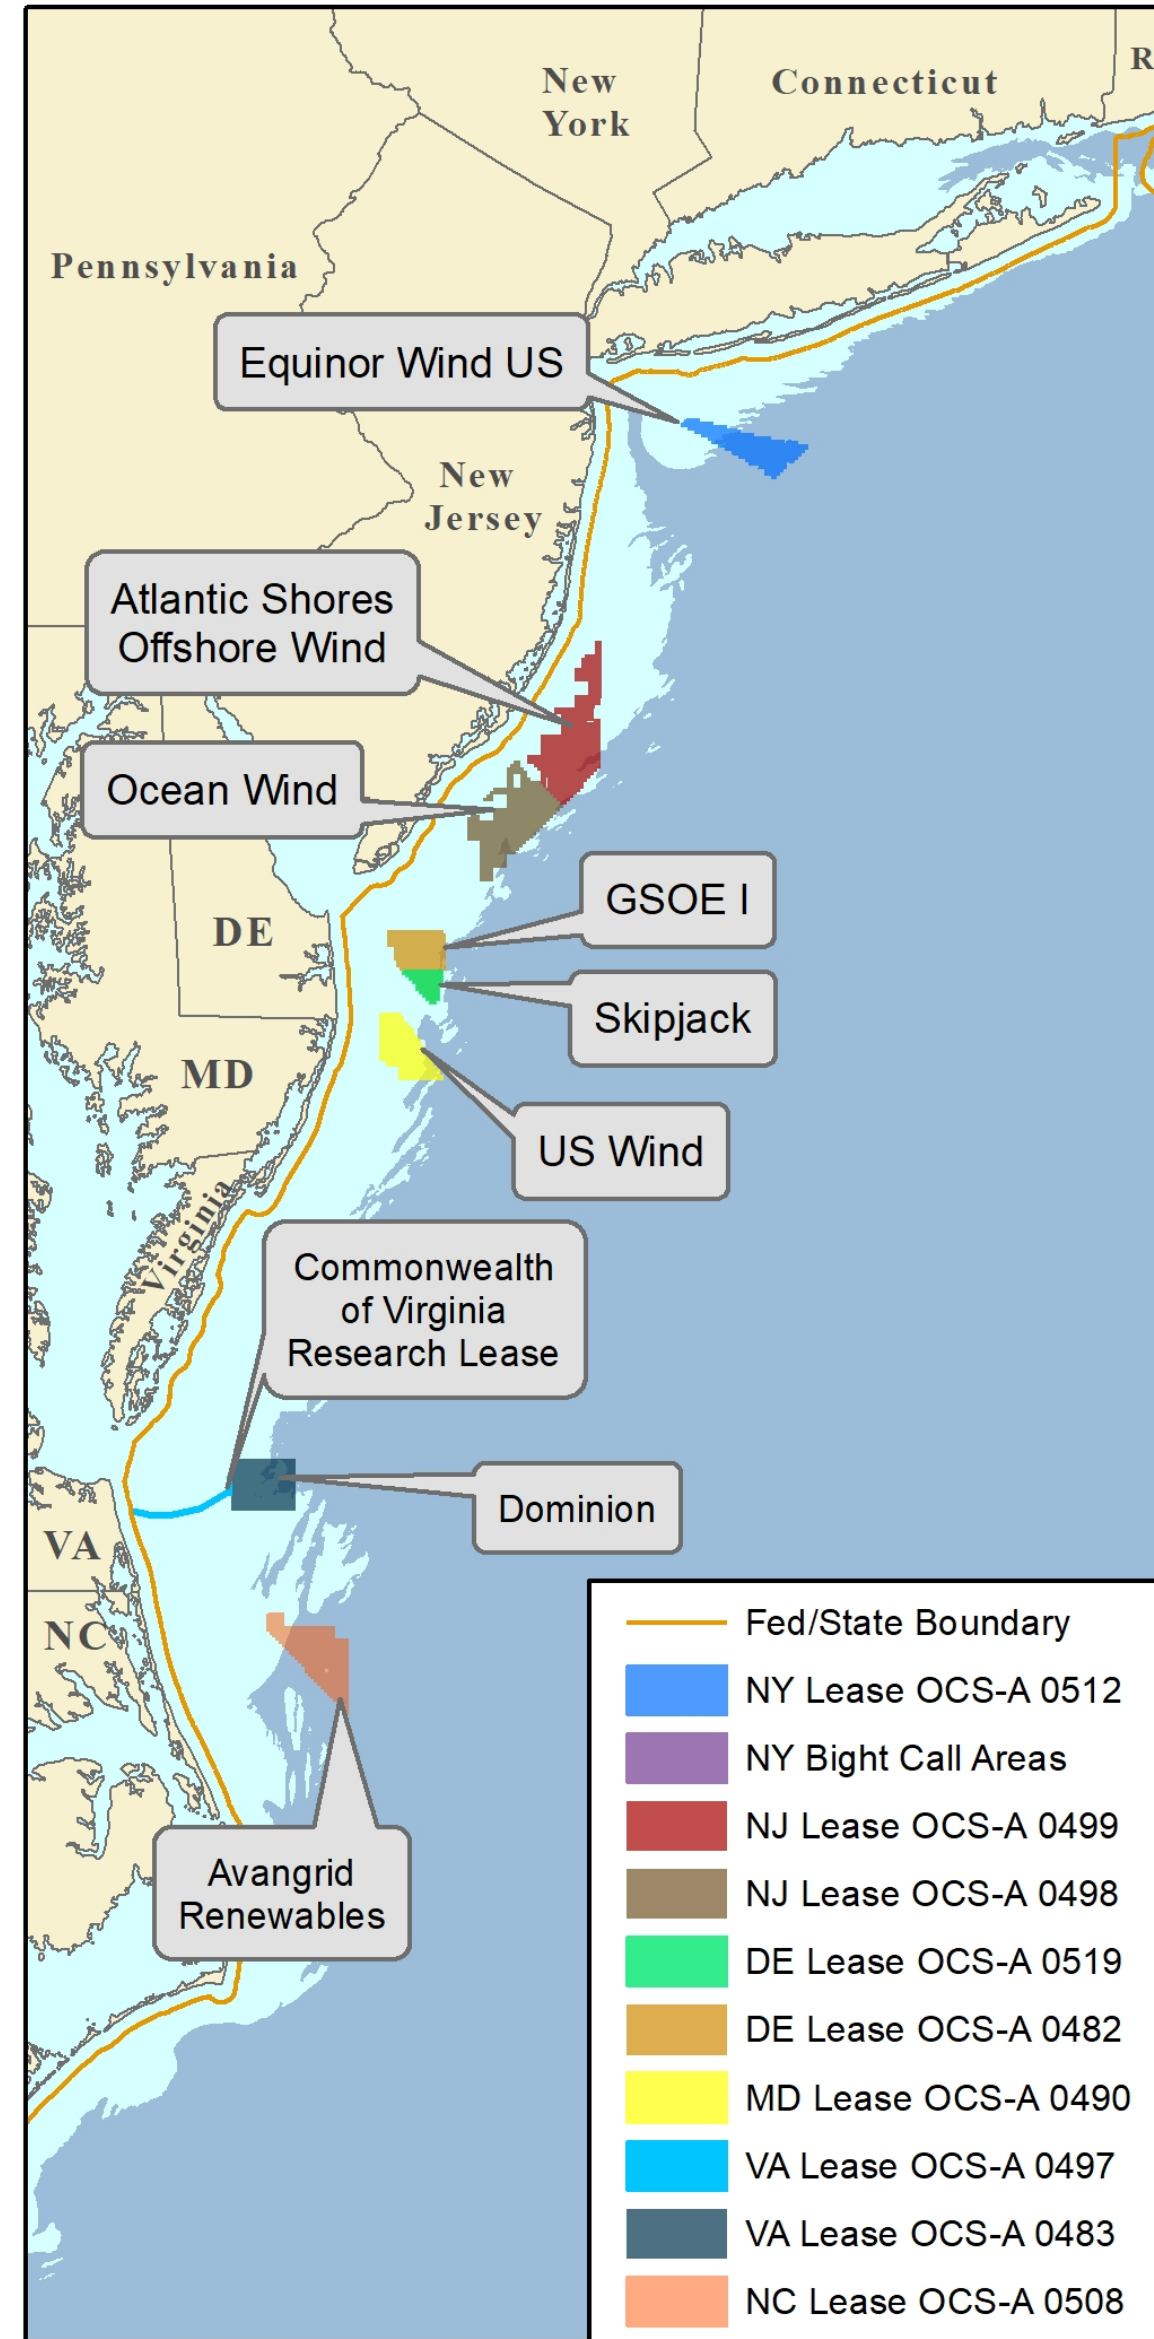 New
York
Connecticut
R
Pennsylvania
Equinor Wind US
New
Jersey
Atlantic Shores
Offshore Wind
Ocean Wind
GSOE I
DE
Skipjack
MD
US Wind
Virginia
Commonwealth
of Virginia
Research Lease
Dominion
VA
NC
Avangrid
Renewables
Fed/State Boundary
NY Lease OCS-A 0512
NY Bight Call Areas
NJ Lease OCS-A 0499
NJ Lease OCS-A 0498
DE Lease OCS-A 0519
DE Lease OCS-A 0482
MD Lease OCS-A 0490
VA Lease OCS-A 0497
VA Lease OCS-A 0483
NC Lease OCS-A 0508